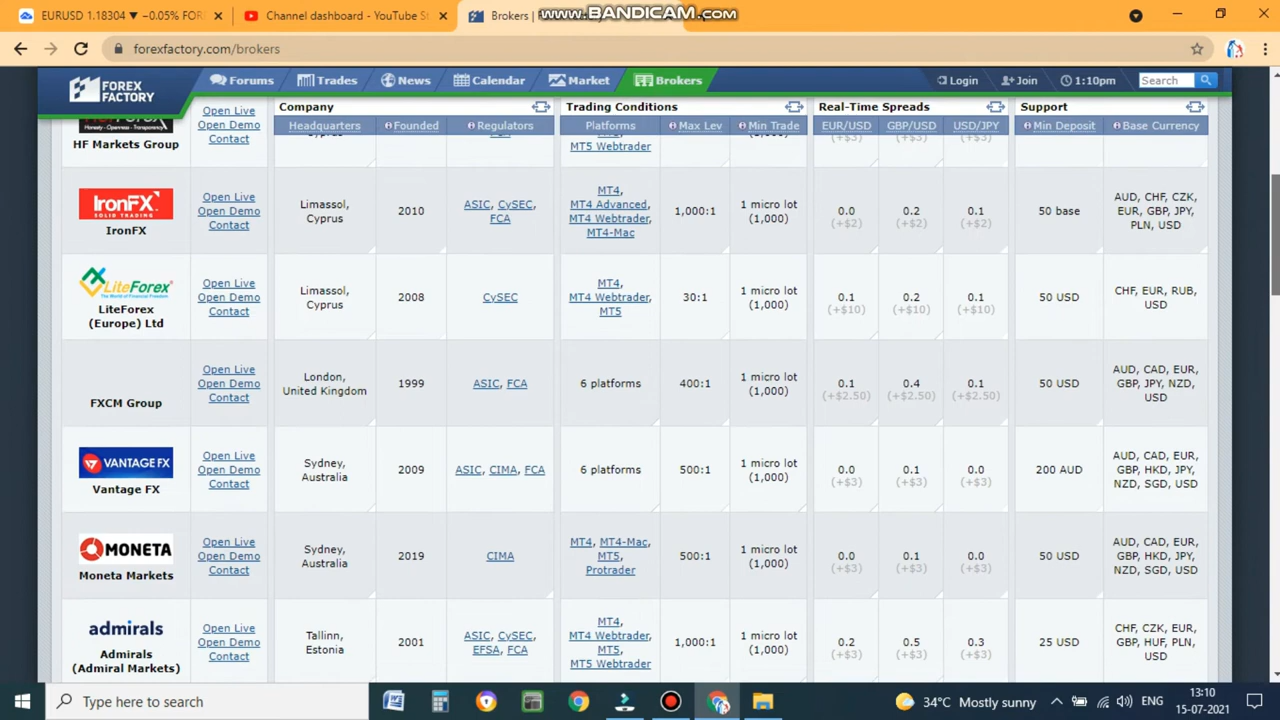 EURUSD 1.18304 ▼ −0.05% FOR
Channel dashboard - YouTube St
Brokers |
WWW.BANDICAM.COM
forexfactory.com/brokers
FOREX FACTORY
Forums
Trades
News
Calendar
Market
Brokers
Login
Join
1:10pm
Search
Company
Trading Conditions
Real-Time Spreads
Support
Headquarters
Founded
Regulators
Platforms
Max Lev
Min Trade
EUR/USD
GBP/USD
USD/JPY
Min Deposit
Base Currency
Honesty - Openness - Transparency
HF Markets Group
Open Live
Open Demo
Contact
MT5 Webtrader
(+$3)
(+$3)
(+$3)
IRONFX
SOLID TRADING
IronFX
Open Live
Open Demo
Contact
Limassol,
Cyprus
2010
ASIC, CySEC,
FCA
MT4,
MT4 Advanced,
MT4 Webtrader,
MT4-Mac
1,000:1
1 micro lot
(1,000)
0.0
(+$2)
0.2
(+$2)
0.1
(+$2)
50 base
AUD, CHF, CZK,
EUR, GBP, JPY,
PLN, USD
LiteForex
The World of Financial Freedom
LiteForex
(Europe) Ltd
Open Live
Open Demo
Contact
Limassol,
Cyprus
2008
CySEC
MT4,
MT4 Webtrader,
MT5
30:1
1 micro lot
(1,000)
0.1
(+$10)
0.2
(+$10)
0.1
(+$10)
50 USD
CHF, EUR, RUB,
USD
FXCM Group
Open Live
Open Demo
Contact
London,
United Kingdom
1999
ASIC, FCA
6 platforms
400:1
1 micro lot
(1,000)
0.1
(+$2.50)
0.4
(+$2.50)
0.1
(+$2.50)
50 USD
AUD, CAD, EUR,
GBP, JPY, NZD,
USD
VANTAGE FX
Vantage FX
Open Live
Open Demo
Contact
Sydney,
Australia
2009
ASIC, CIMA, FCA
6 platforms
500:1
1 micro lot
(1,000)
0.0
(+$3)
0.1
(+$3)
0.0
(+$3)
200 AUD
AUD, CAD, EUR,
GBP, HKD, JPY,
NZD, SGD, USD
MONETA
Moneta Markets
Open Live
Open Demo
Contact
Sydney,
Australia
2019
CIMA
MT4, MT4-Mac,
MT5,
Protrader
500:1
1 micro lot
(1,000)
0.0
(+$3)
0.1
(+$3)
0.0
(+$3)
50 USD
AUD, CAD, EUR,
GBP, HKD, JPY,
NZD, SGD, USD
admirals
Admirals
(Admiral Markets)
Open Live
Open Demo
Contact
Tallinn,
Estonia
2001
ASIC, CySEC,
EFSA, FCA
MT4,
MT4 Webtrader,
MT5,
MT5 Webtrader
1,000:1
1 micro lot
(1,000)
0.2
(+$3)
0.5
(+$3)
0.3
(+$3)
25 USD
CHF, CZK, EUR,
GBP, HUF, PLN,
USD
Type here to search
34°C Mostly sunny
ENG
13:10
15-07-2021